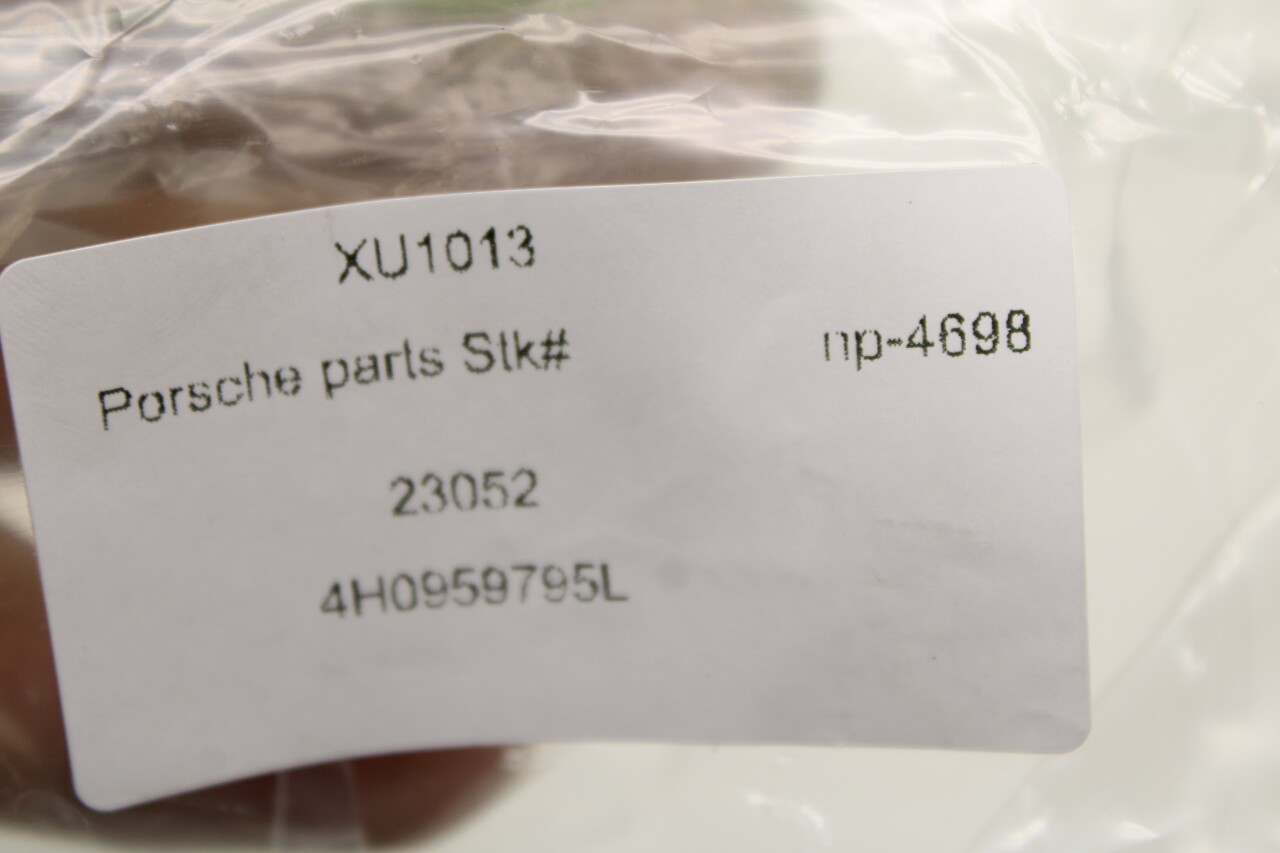 XU1013
Porsche parts Stk# np-4698
23052
4H0959795L